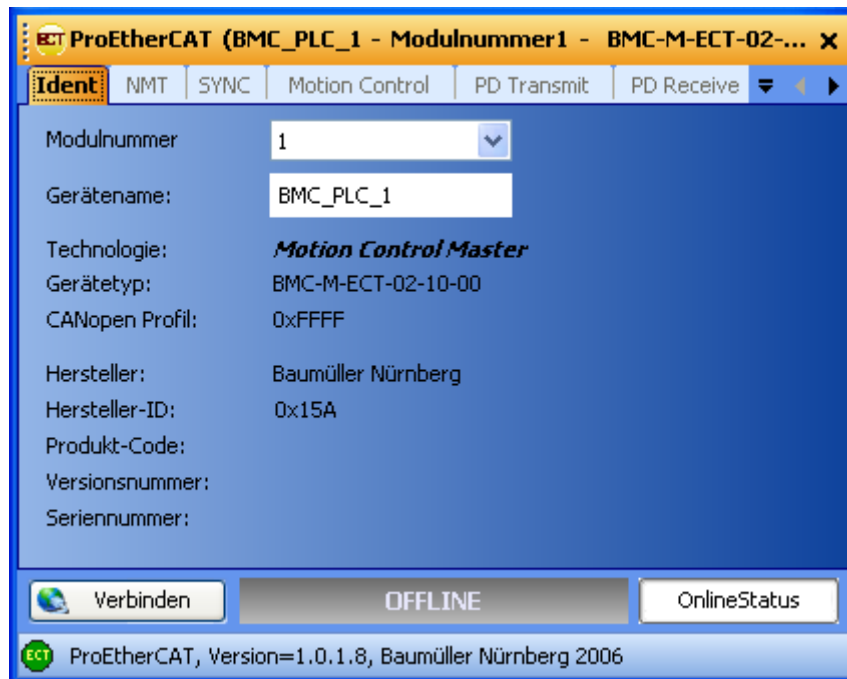 ECT ProEtherCAT (BMC_PLC_1 - Modulnummer1 - BMC-M-ECT-02-...
Ident NMT SYNC Motion Control PD Transmit PD Receive
Modulnummer 1
Gerätename: BMC_PLC_1
Technologie: Motion Control Master
Gerätetyp: BMC-M-ECT-02-10-00
CANopen Profil: 0xFFFF
Hersteller: Baumüller Nürnberg
Hersteller-ID: 0x15A
Produkt-Code:
Versionsnummer:
Seriennummer:
Verbinden OFFLINE OnlineStatus
ECT ProEtherCAT, Version=1.0.1.8, Baumüller Nürnberg 2006